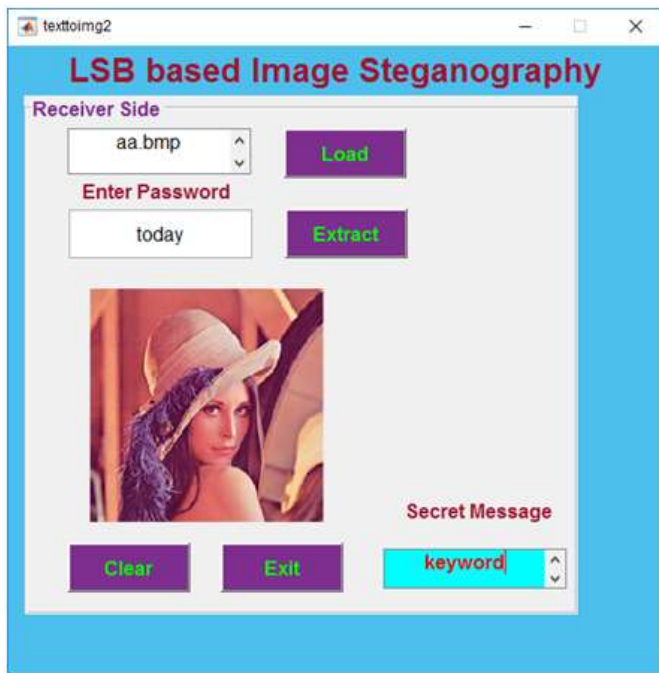 texttoimg2
LSB based Image Steganography
Receiver Side
aa.bmp
Load
Enter Password
today
Extract
Secret Message
Clear
Exit
keyword